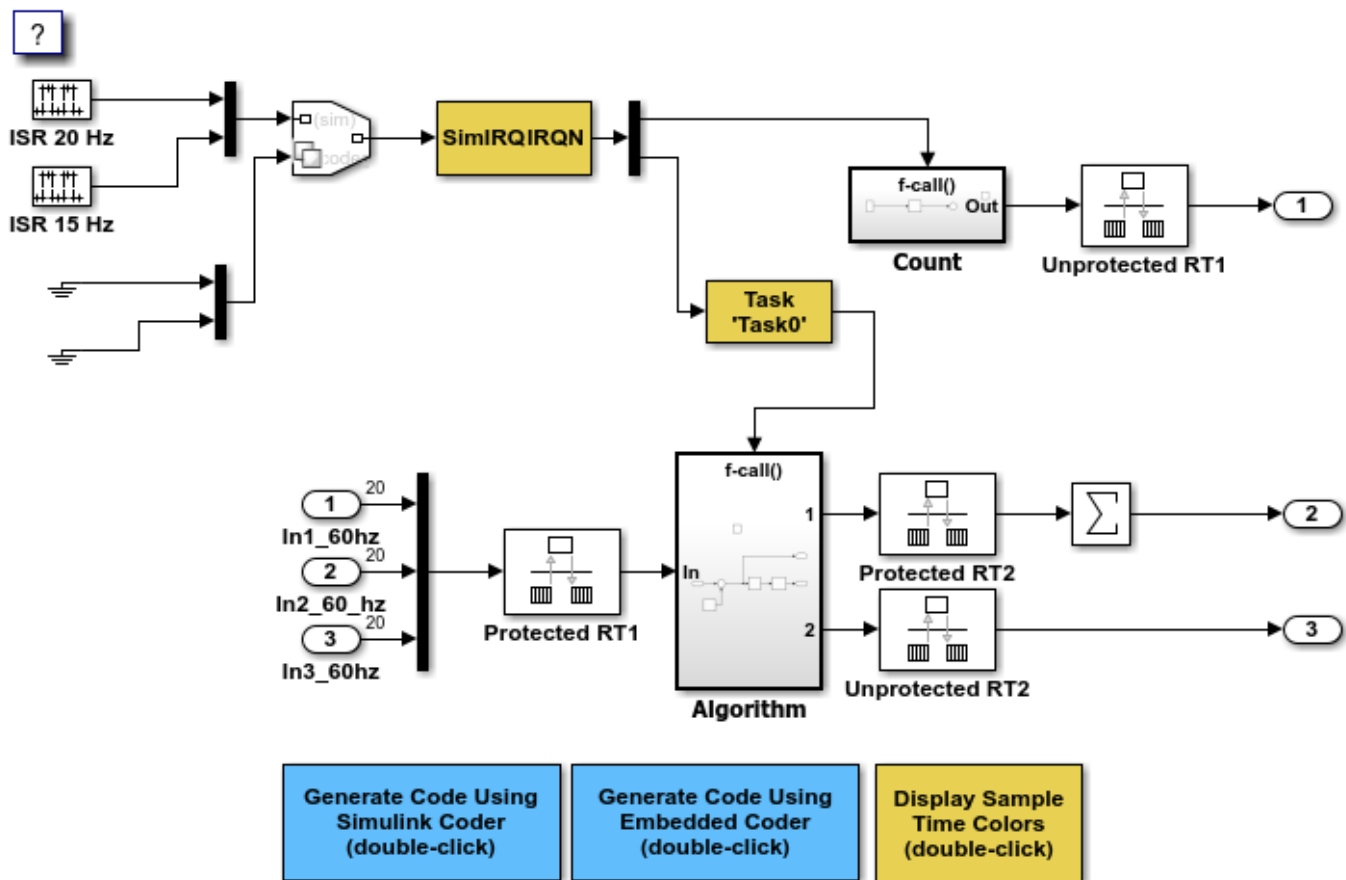 ?
ISR 20 Hz
ISR 15 Hz
(sim)
code
SimIRQIRQN
f-call()
Out
Count
Unprotected RT1
1
Task
'Task0'
20
1
In1_60hz
20
2
In2_60_hz
20
3
In3_60hz
Protected RT1
f-call()
In
1
2
Algorithm
Protected RT2
Σ
2
Unprotected RT2
3
Generate Code Using
Simulink Coder
(double-click)
Generate Code Using
Embedded Coder
(double-click)
Display Sample
Time Colors
(double-click)